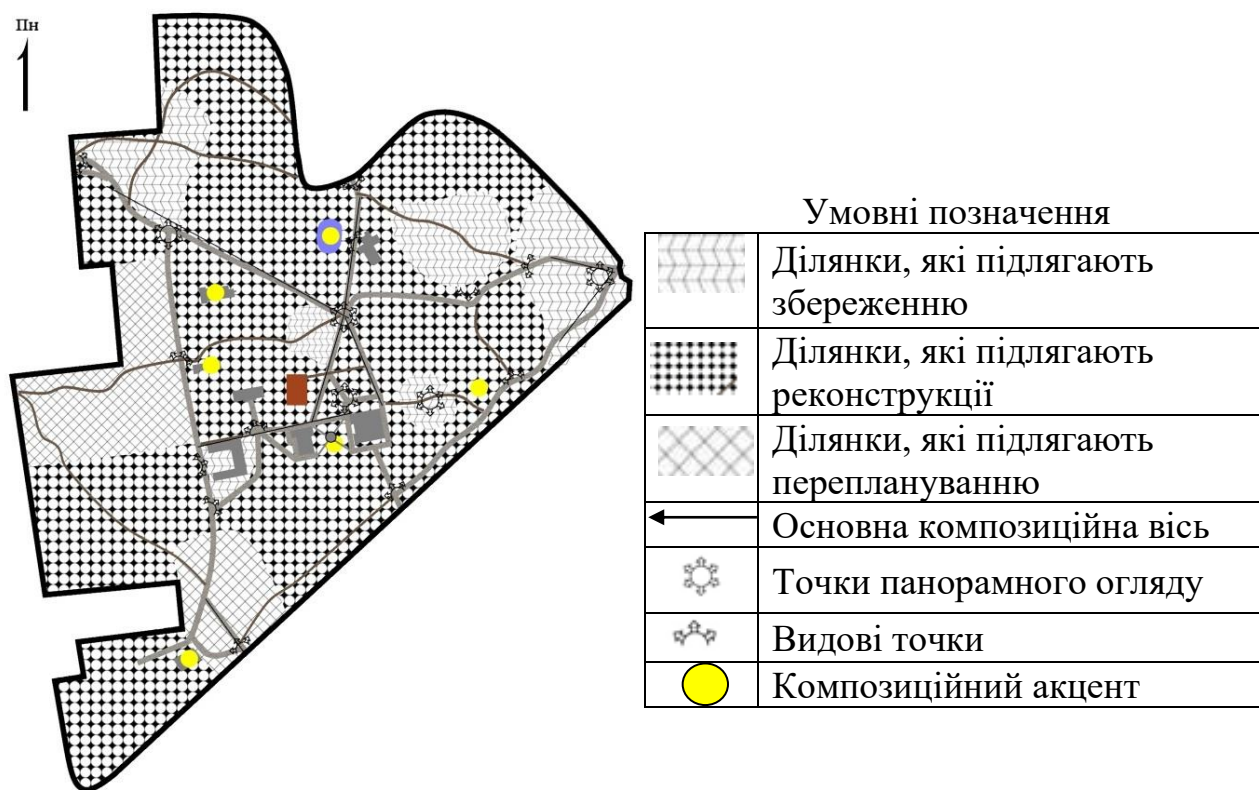 Пн
Умовні позначення
Ділянки, які підлягають
збереженню
Ділянки, які підлягають
реконструкції
Ділянки, які підлягають
переплануванню
Основна композиційна вісь
Точки панорамного огляду
Видові точки
Композиційний акцент